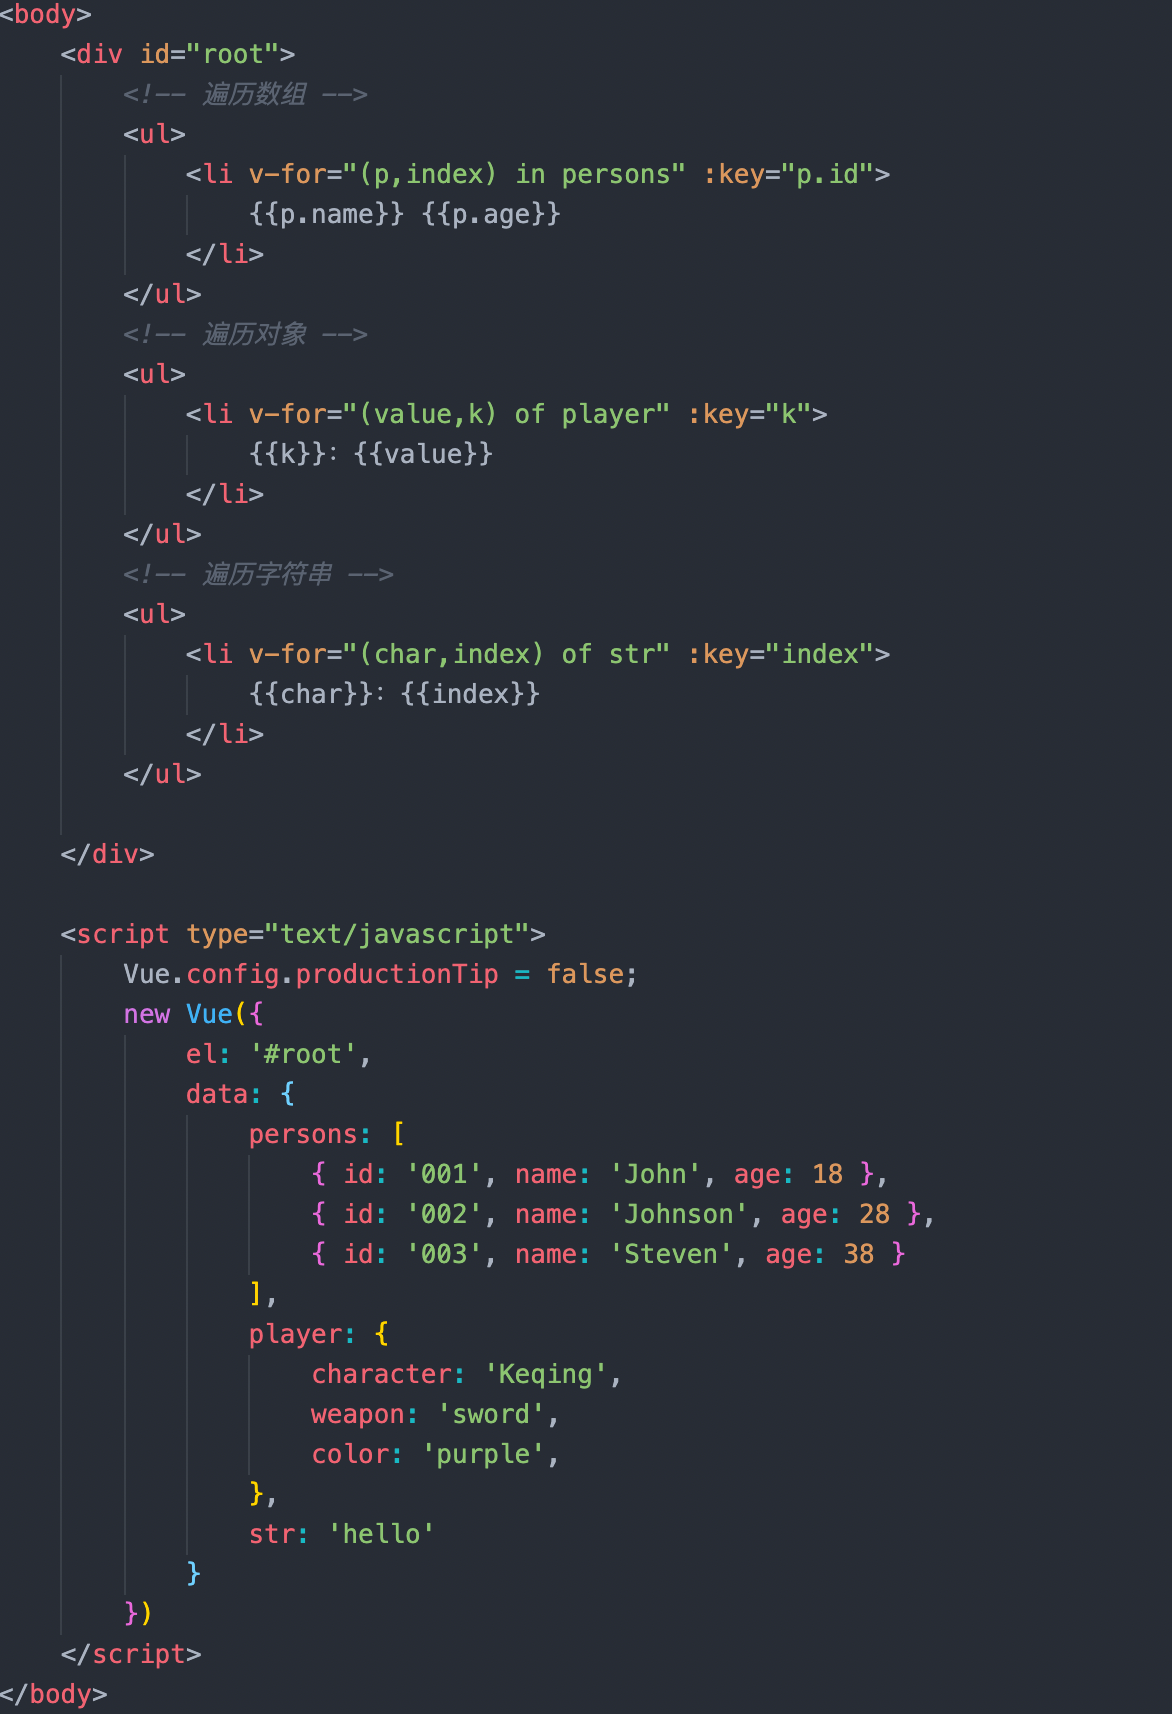 <body>
    <div id="root">
        <!-- 遍历数组 -->
        <ul>
            <li v-for="(p,index) in persons" :key="p.id">
                {{p.name}} {{p.age}}
            </li>
        </ul>
        <!-- 遍历对象 -->
        <ul>
            <li v-for="(value,k) of player" :key="k">
                {{k}}：{{value}}
            </li>
        </ul>
        <!-- 遍历字符串 -->
        <ul>
            <li v-for="(char,index) of str" :key="index">
                {{char}}：{{index}}
            </li>
        </ul>

    </div>

    <script type="text/javascript">
        Vue.config.productionTip = false;
        new Vue({
            el: '#root',
            data: {
                persons: [
                    { id: '001', name: 'John', age: 18 },
                    { id: '002', name: 'Johnson', age: 28 },
                    { id: '003', name: 'Steven', age: 38 }
                ],
                player: {
                    character: 'Keqing',
                    weapon: 'sword',
                    color: 'purple',
                },
                str: 'hello'
            }
        })
    </script>
</body>